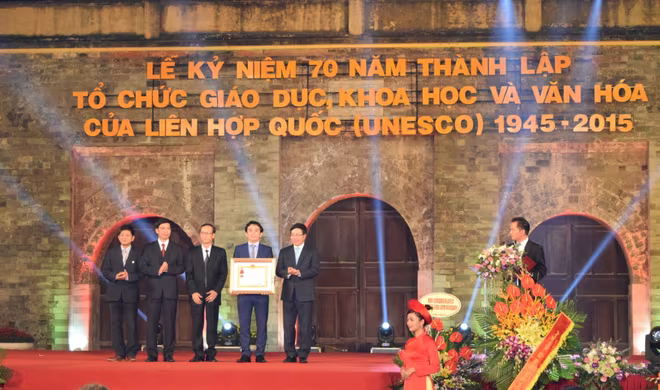 LỄ KỶ NIỆM 70 NĂM THÀNH LẬP
TỔ CHỨC GIÁO DỤC, KHOA HỌC VÀ VĂN HÓA
CỦA LIÊN HỢP QUỐC (UNESCO) 1945-2015